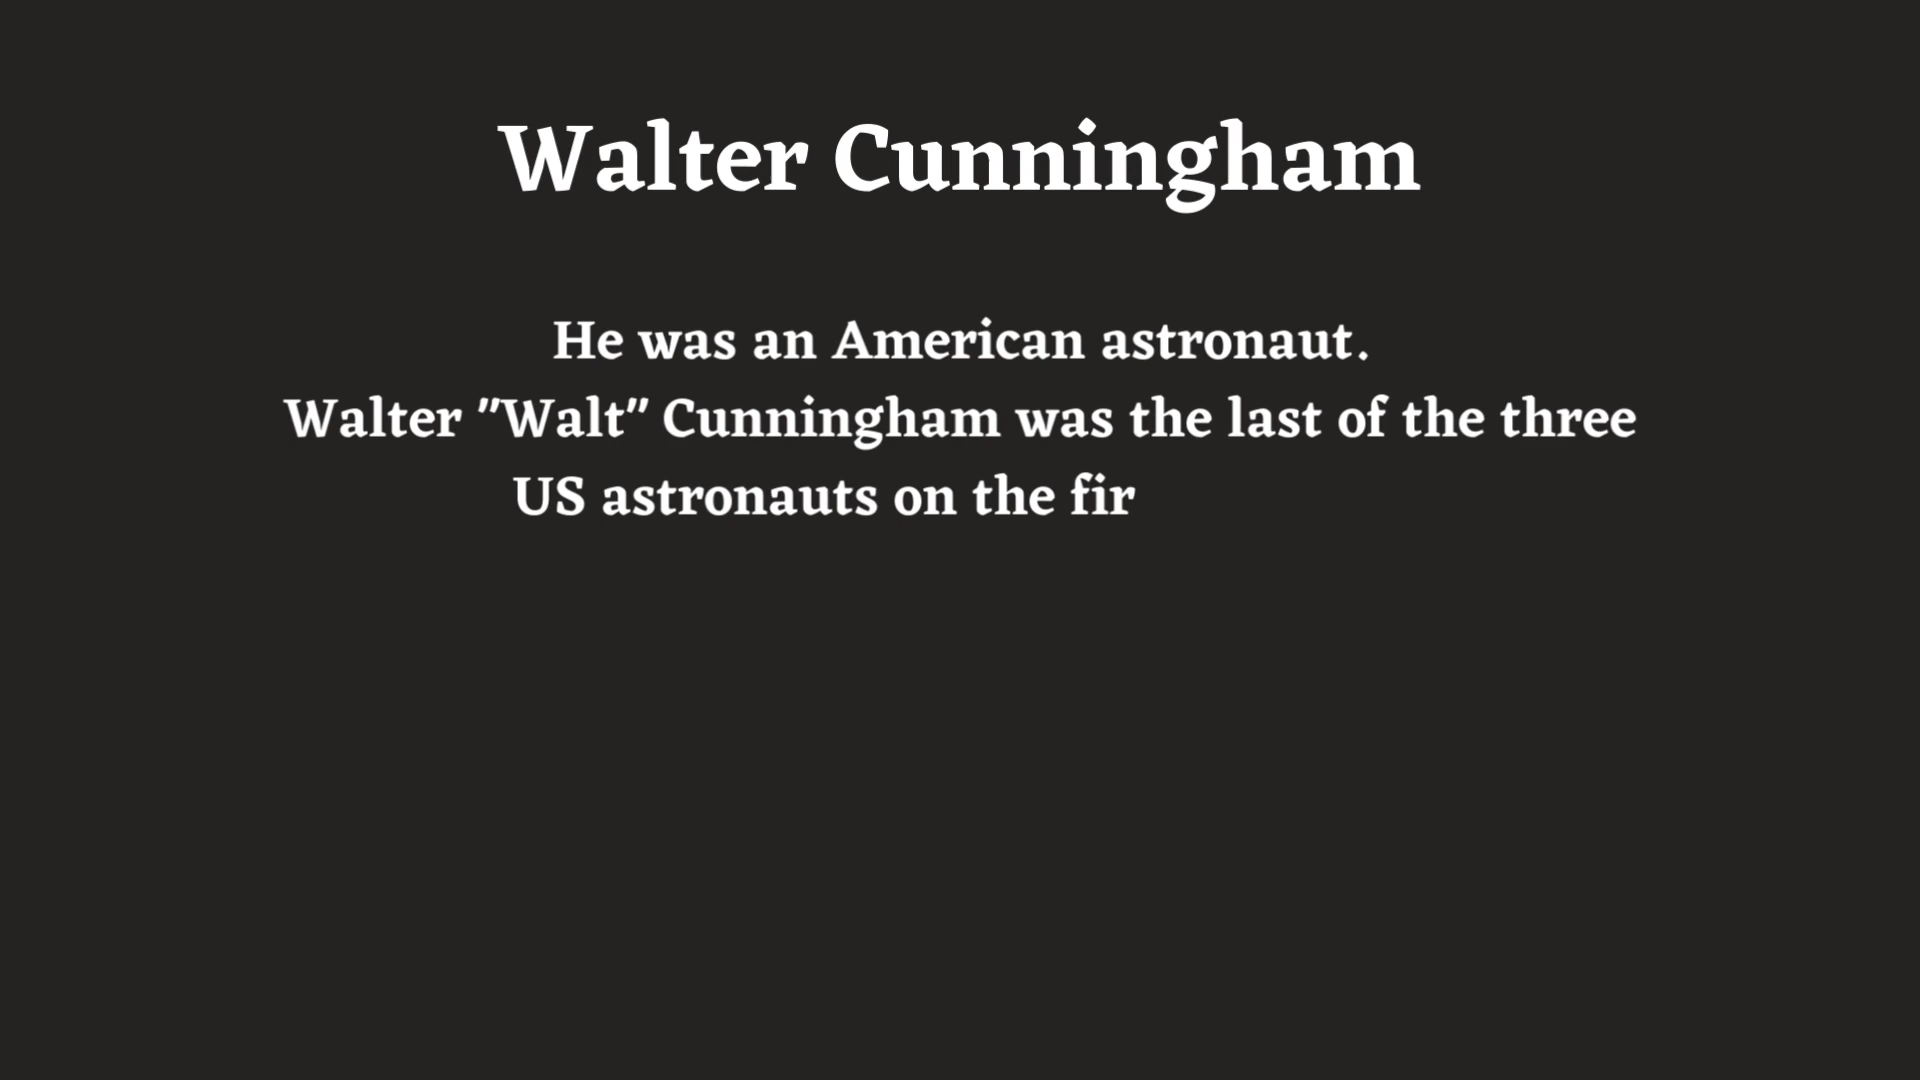 Walter Cunningham
He was an American astronaut.
Walter "Walt" Cunningham was the last of the three
US astronauts on the fir